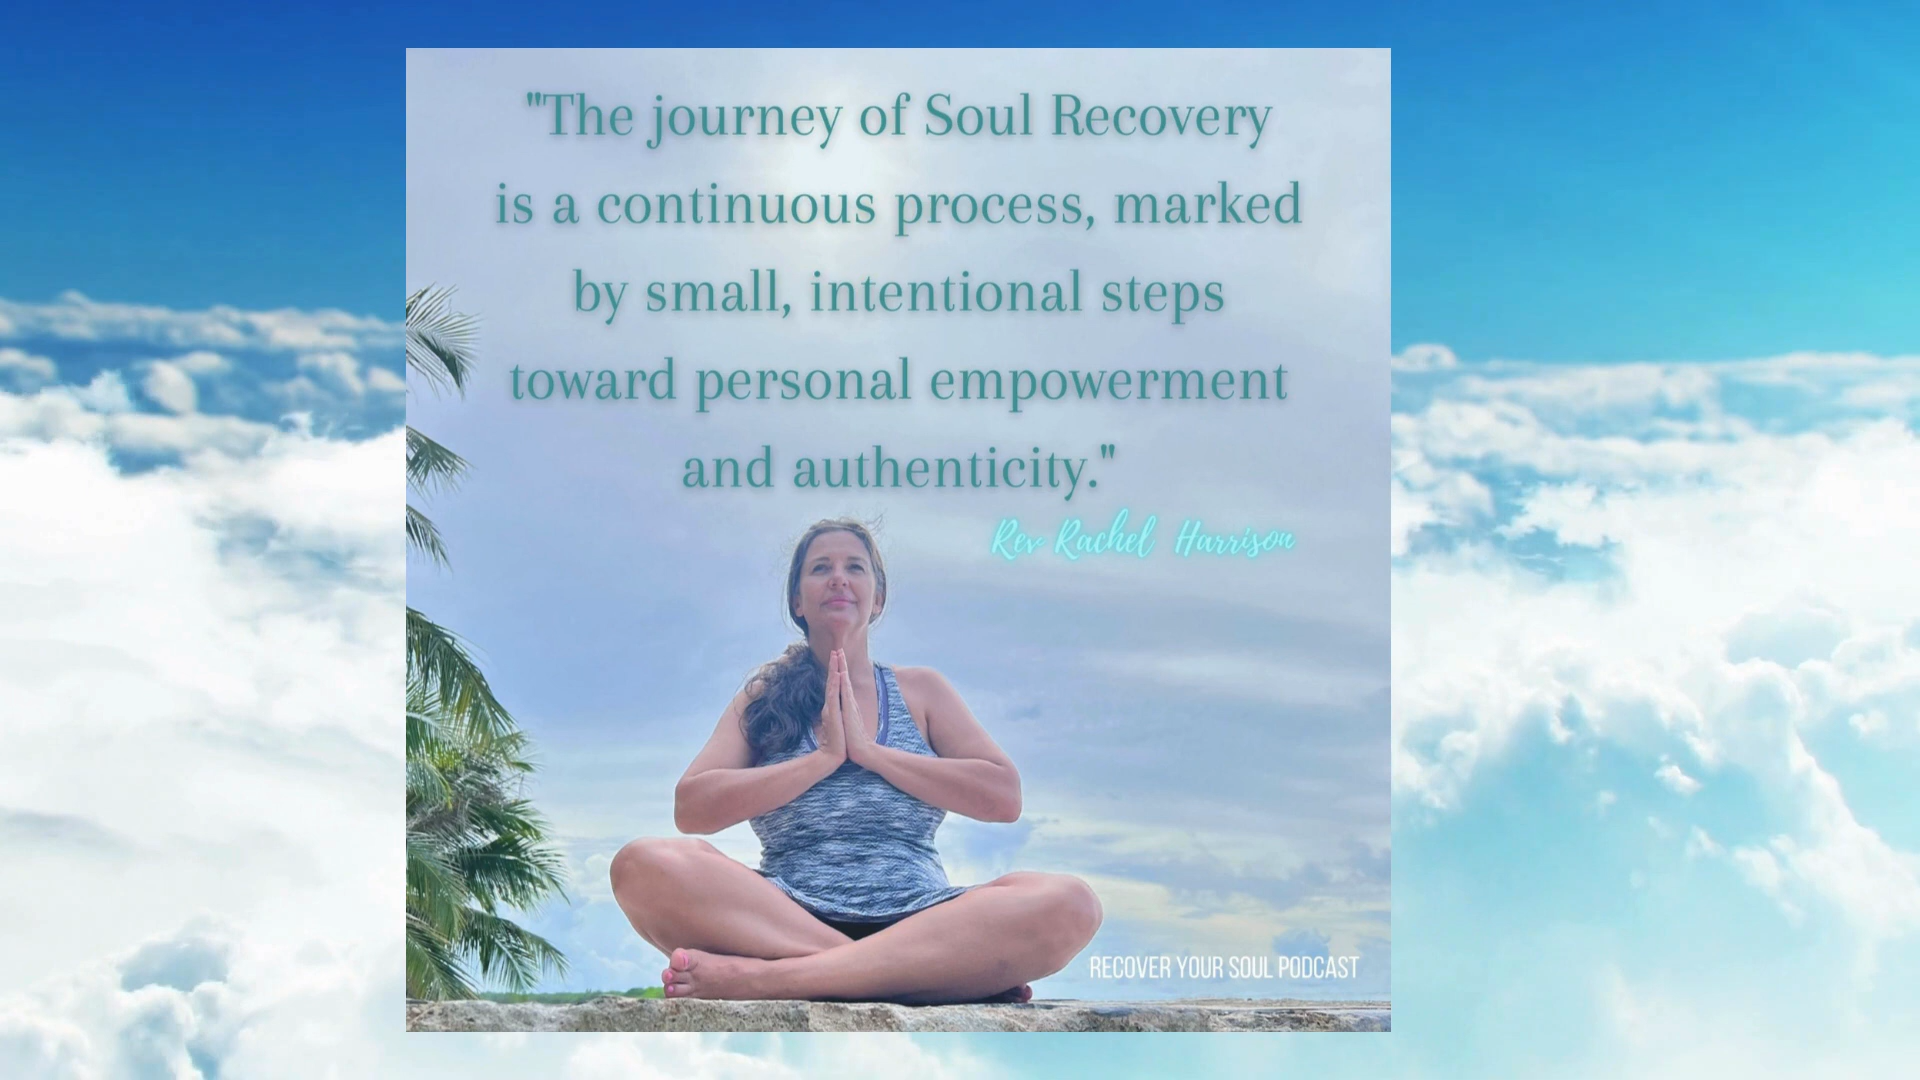 "The journey of Soul Recovery
is a continuous process, marked
by small, intentional steps
toward personal empowerment
and authenticity."
Rev Rachel Harrison
RECOVER YOUR SOUL PODCAST